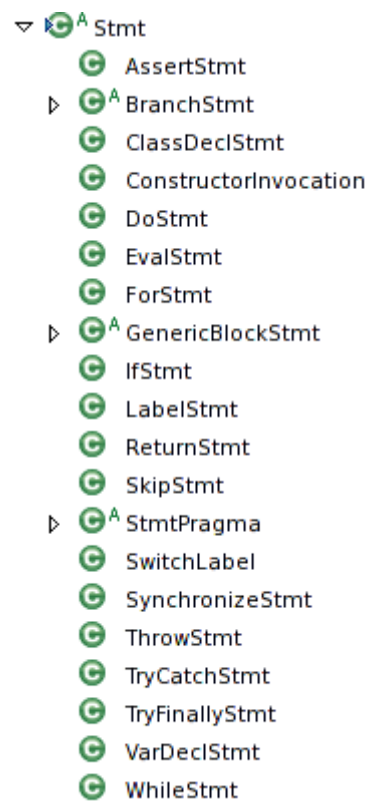 Stmt
AssertStmt
BranchStmt
ClassDeclStmt
ConstructorInvocation
DoStmt
EvalStmt
ForStmt
GenericBlockStmt
IfStmt
LabelStmt
ReturnStmt
SkipStmt
StmtPragma
SwitchLabel
SynchronizeStmt
ThrowStmt
TryCatchStmt
TryFinallyStmt
VarDeclStmt
WhileStmt